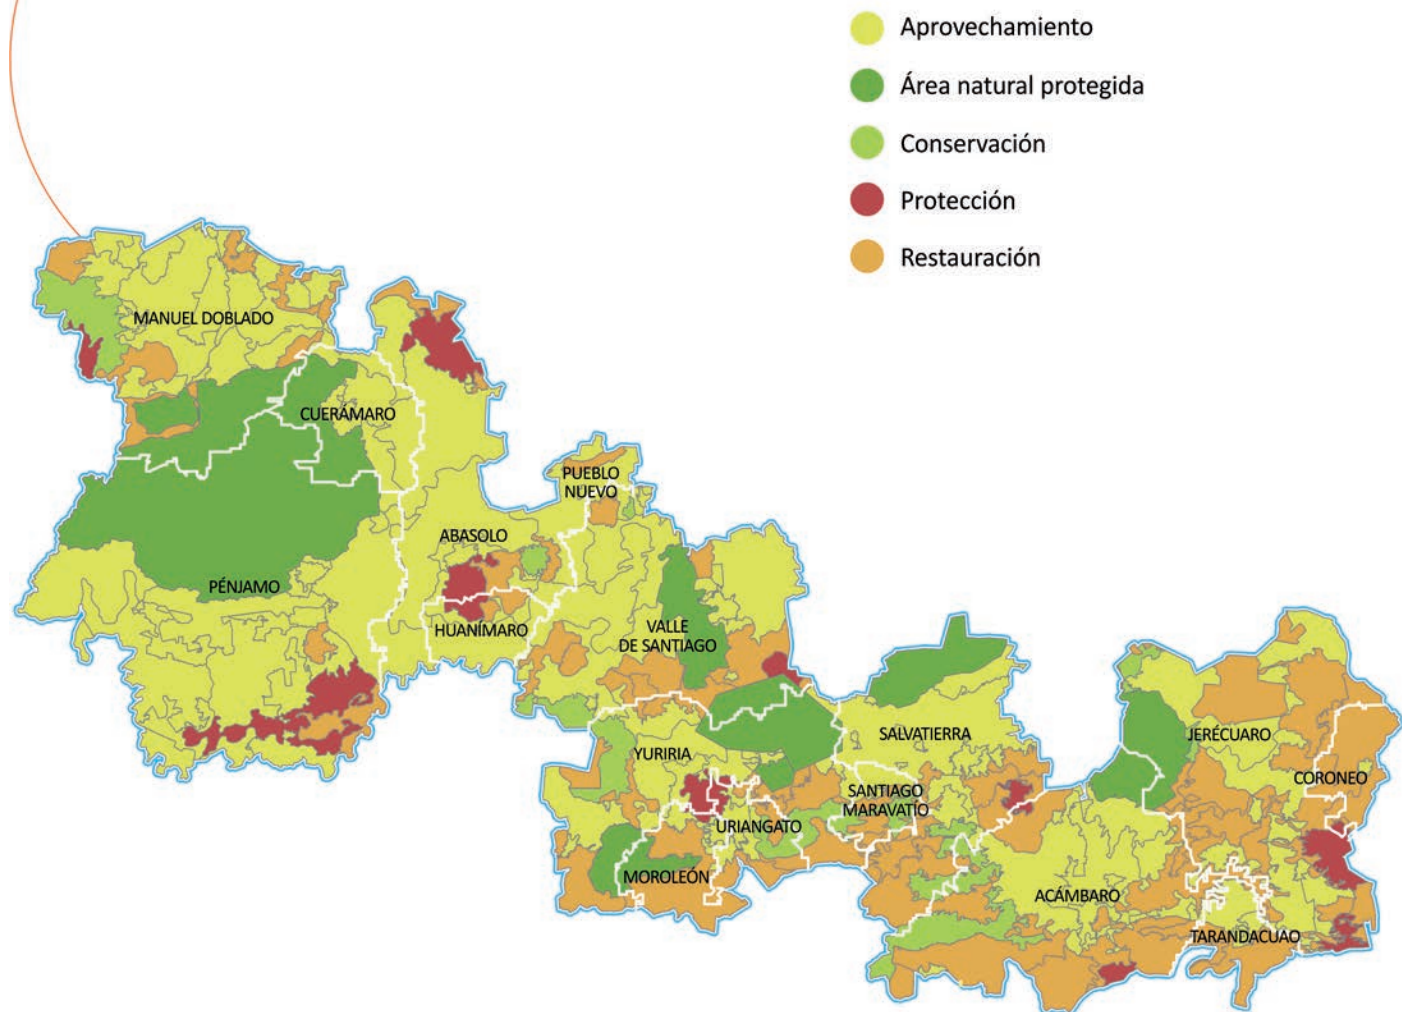 Aprovechamiento
Área natural protegida
Conservación
Protección
Restauración
MANUEL DOBLADO
CUERÁMARO
PUEBLO
NUEVO
ABASOLO
PÉNJAMO
HUANÍMARO
VALLE
DE SANTIAGO
SALVATIERRA
JERÉCUARO
YURIRIA
CORONEO
SANTIAGO
MARAVATÍO
URIANGATO
MOROLEÓN
ACÁMBARO
TARANDACUAO